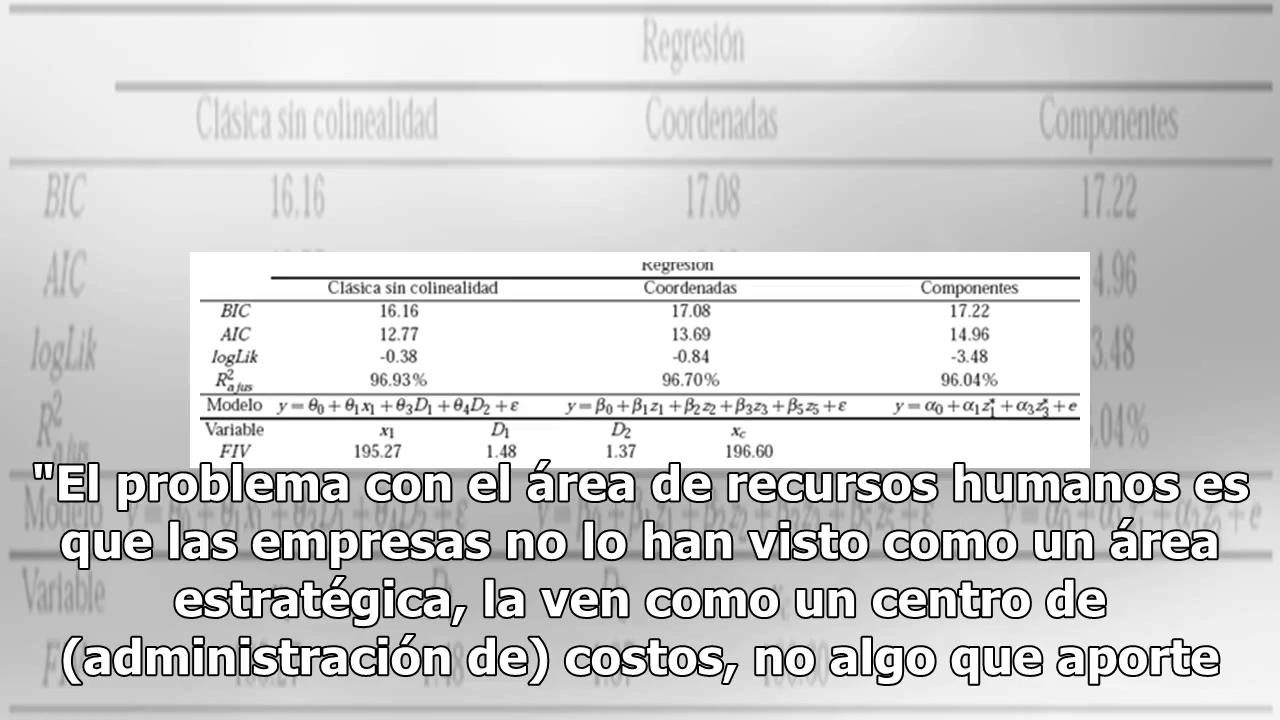 Regresión
Clásica sin colinealidad Coordenadas Componentes
BIC 16.16 17.08 17.22
AIC 12.77 13.69 14.96
logLik -0.38 -0.84 -3.48
R²ajus 96.93% 96.70% 96.04%
Modelo y = θ0 + θ1x1 + θ3D1 + θ4D2 + ε y = β0 + β1z1 + β2z2 + β3z3 + β5z5 + ε y = α0 + α1z1* + α3z3* + e
Variable x1 D1 D2 xc
FIV 195.27 1.48 1.37 196.60
"El problema con el área de recursos humanos es
que las empresas no lo han visto como un área
estratégica, la ven como un centro de
(administración de) costos, no algo que aporte